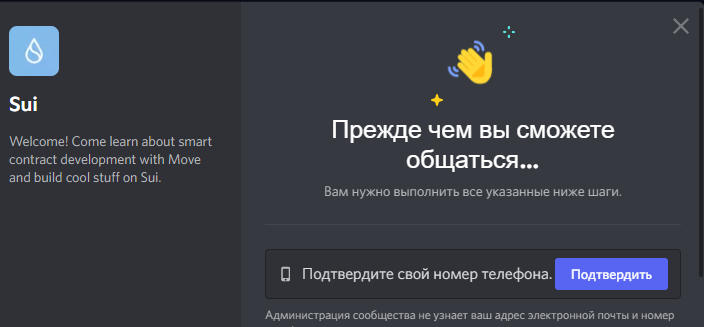 Sui
Welcome! Come learn about smart
contract development with Move
and build cool stuff on Sui.
Прежде чем вы сможете
общаться...
Вам нужно выполнить все указанные ниже шаги.
Подтвердите свой номер телефона.
Подтвердить
Администрация сообщества не узнает ваш адрес электронной почты и номер